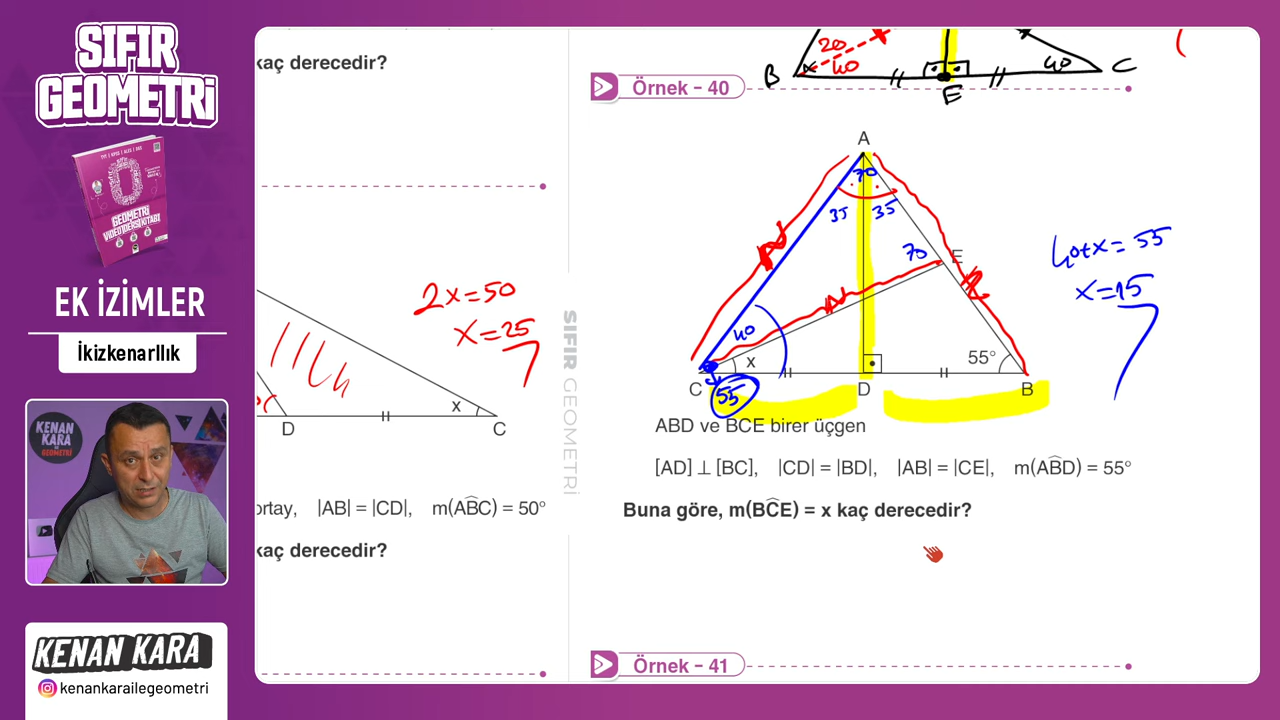 SIFIR
GEOMETRİ
GEOMETRİ
VİDEO DERS KİTABI
EK İZİMLER
İkizkenarlIık
KENAN
KARA
KENAN KARA
kenankarailegeometri
kaç derecedir?
2x=50
x=25
x
D
C
ortay, |AB| = |CD|, m(ABC) = 50°
kaç derecedir?
SIFIR GEOMETRİ
20
40
40
B
E
C
Örnek - 40
A
70
35
35
70
E
40
x
55°
55
C
D
B
40+x=55
x=15
ABD ve BCE birer üçgen
[AD] ⊥ [BC], |CD| = |BD|, |AB| = |CE|, m(ABD) = 55°
Buna göre, m(BCE) = x kaç derecedir?
Örnek - 41